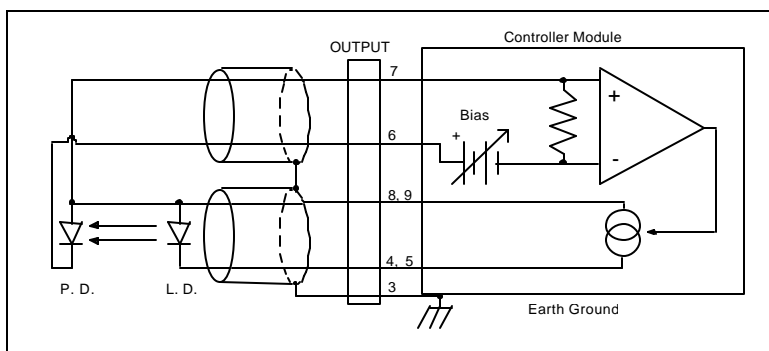 Controller Module
OUTPUT
7
+
Bias
+
6
-
8, 9
4, 5
P. D.
L. D.
3
Earth Ground